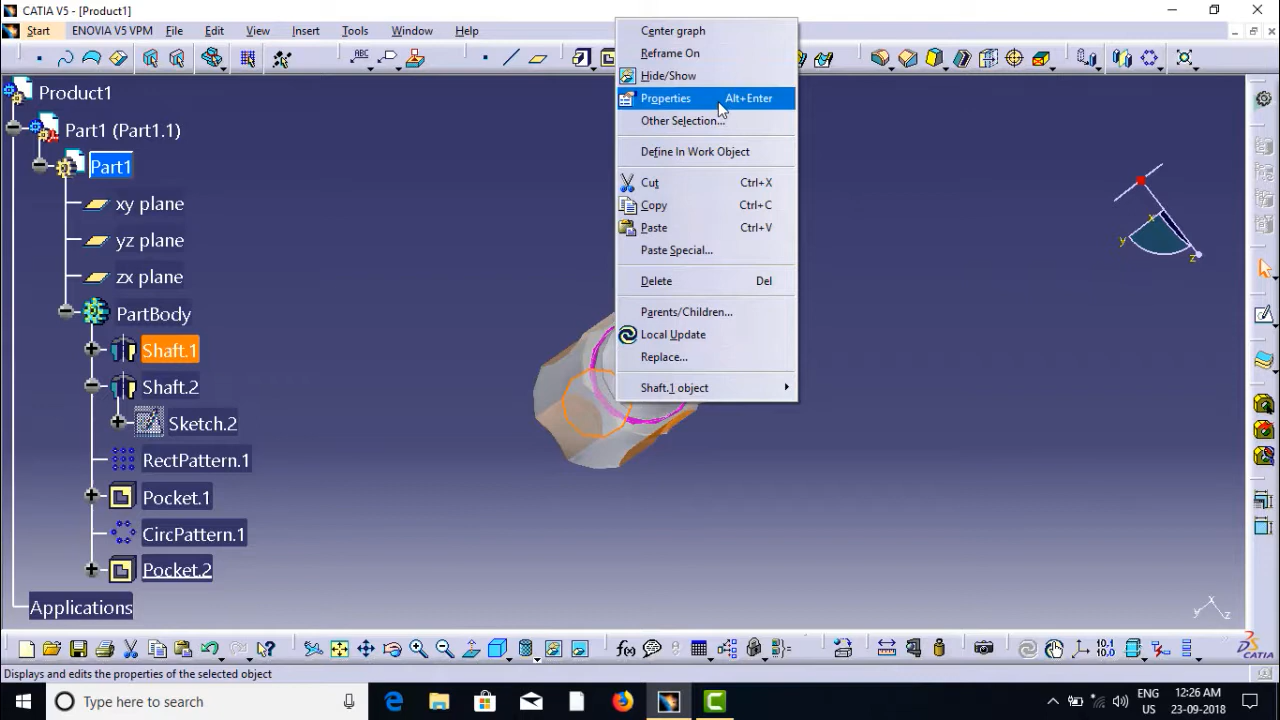 CATIA V5 - [Product1]
Start ENOVIA V5 VPM File Edit View Insert Tools Window Help
Center graph
Reframe On
Hide/Show
Properties Alt+Enter
Other Selection...
Define In Work Object
Cut Ctrl+X
Copy Ctrl+C
Paste Ctrl+V
Paste Special...
Delete Del
Parents/Children...
Local Update
Replace...
Shaft.1 object
Product1
Part1 (Part1.1)
Part1
xy plane
yz plane
zx plane
PartBody
Shaft.1
Shaft.2
Sketch.2
RectPattern.1
Pocket.1
CircPattern.1
Pocket.2
Applications
x
y
z
x
y
z
ABC
f(x)
10.1
CATIA
Displays and edits the properties of the selected object
Type here to search
ENG
US
12:26 AM
23-09-2018